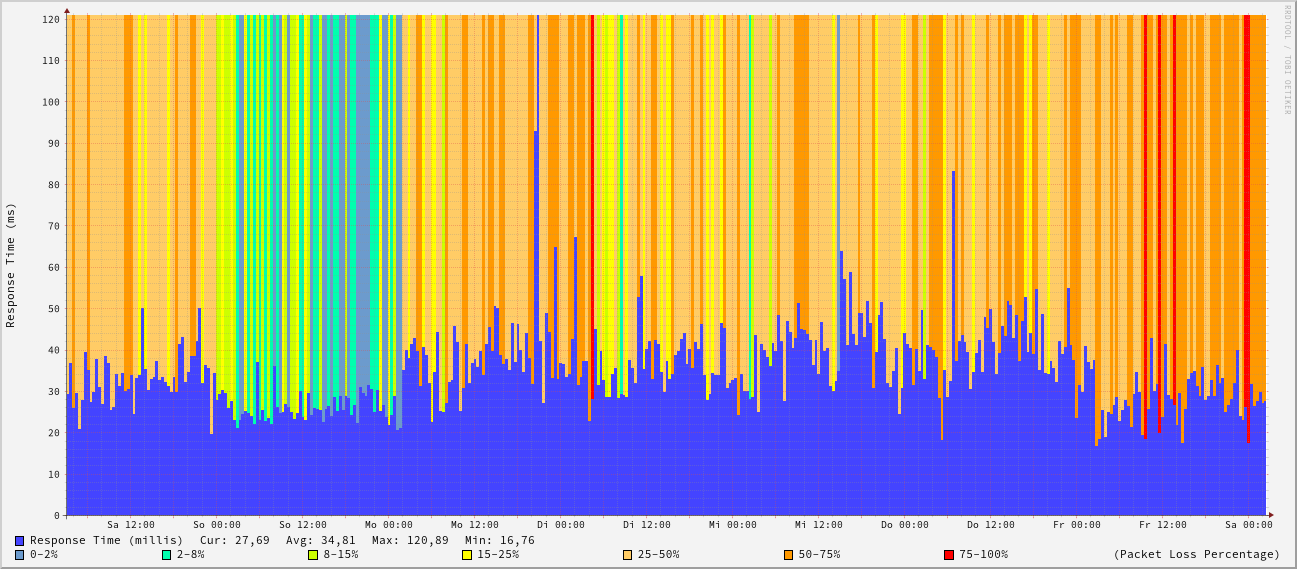 RRDTOOL / TOBI OETIKER
Response Time (ms)
120
110
100
90
80
70
60
50
40
30
20
10
0
Sa 12:00 So 00:00 So 12:00 Mo 00:00 Mo 12:00 Di 00:00 Di 12:00 Mi 00:00 Mi 12:00 Do 00:00 Do 12:00 Fr 00:00 Fr 12:00 Sa 00:00
Response Time (millis) Cur: 27,69 Avg: 34,81 Max: 120,89 Min: 16,76
0-2% 2-8% 8-15% 15-25% 25-50% 50-75% 75-100% (Packet Loss Percentage)